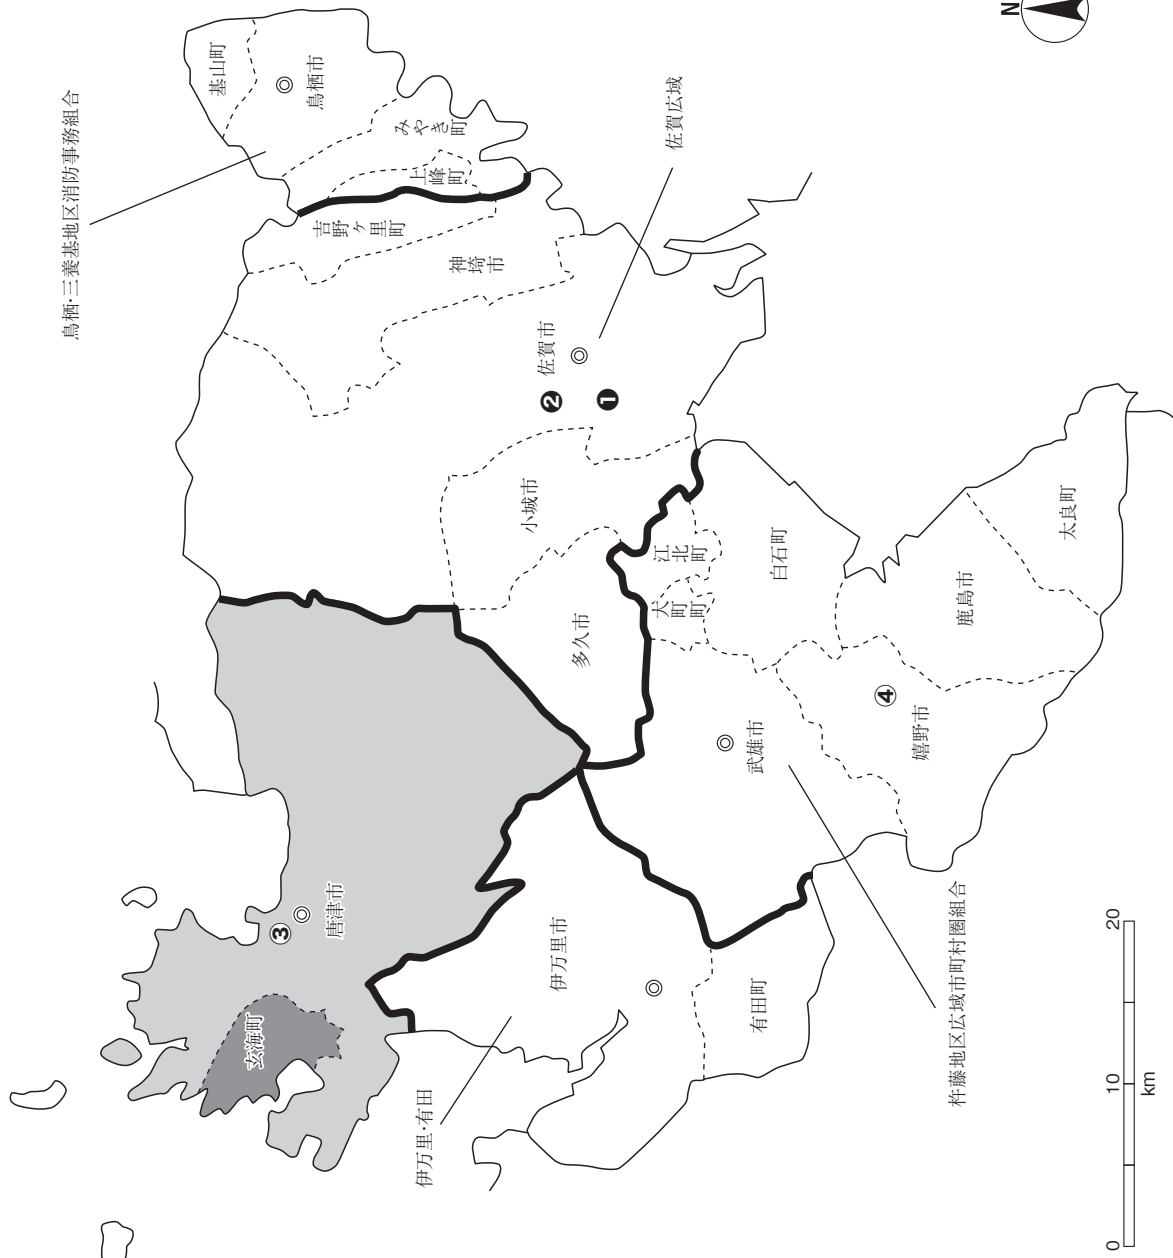 N
鳥栖・三養基地区消防事務組合
基山町
鳥栖市
みやき町
上峰町
吉野ヶ里町
神埼市
佐賀広域
佐賀市
❷
❶
小城市
多久市
江北町
大町町
白石町
太良町
鹿島市
④
嬉野市
武雄市
杵藤地区広域市町村圏組合
③
唐津市
玄海町
伊万里市
有田町
伊万里・有田
0 10 20
km